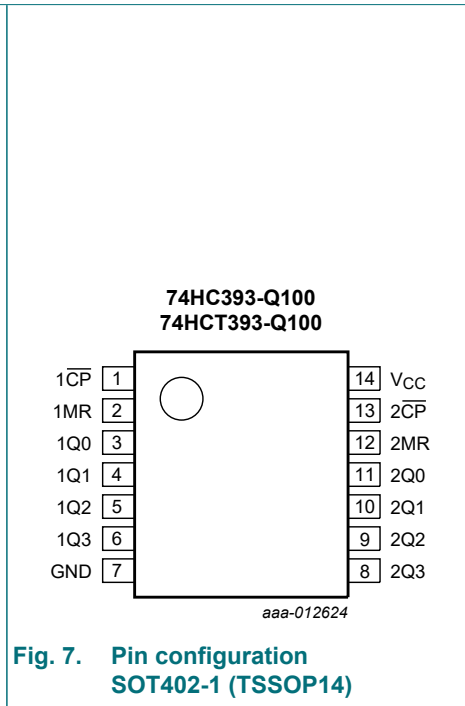 74HC393-Q100
74HCT393-Q100
1C̅P̅ 1 14 VCC
1MR 2 13 2C̅P̅
1Q0 3 12 2MR
1Q1 4 11 2Q0
1Q2 5 10 2Q1
1Q3 6 9 2Q2
GND 7 8 2Q3
aaa-012624
Fig. 7. Pin configuration
SOT402-1 (TSSOP14)